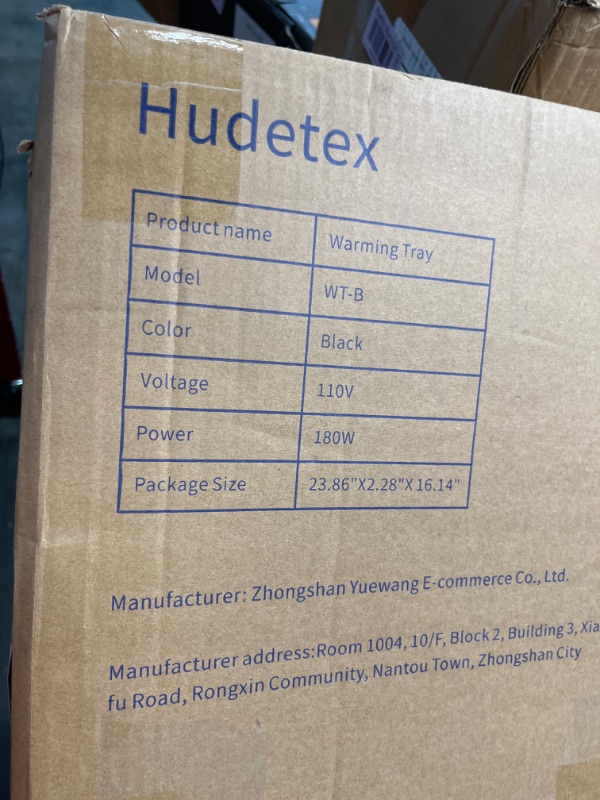 Hudetex
Product name Warming Tray
Model WT-B
Color Black
Voltage 110V
Power 180W
Package Size 23.86"X2.28"X16.14"
Manufacturer: Zhongshan Yuewang E-commerce Co., Ltd.
Manufacturer address:Room 1004, 10/F, Block 2, Building 3, Xia
fu Road, Rongxin Community, Nantou Town, Zhongshan City